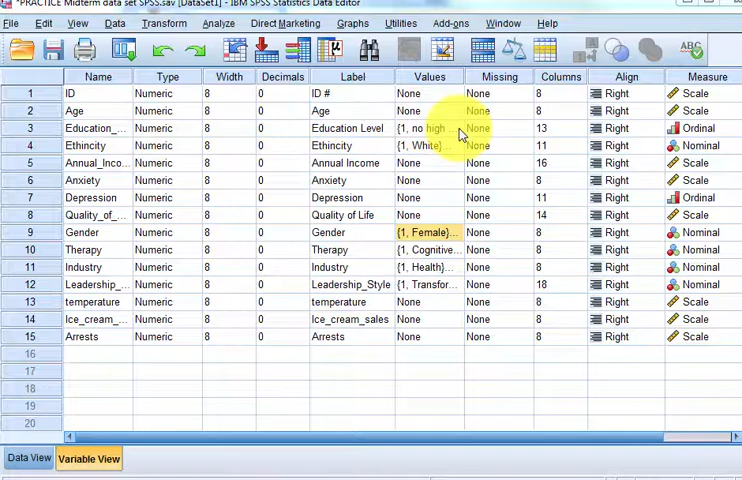 *PRACTICE Midterm data set SPSS.sav [DataSet1] - IBM SPSS Statistics Data Editor
File Edit View Data Transform Analyze Direct Marketing Graphs Utilities Add-ons Window Help
Name Type Width Decimals Label Values Missing Columns Align Measure
1 ID Numeric 8 0 ID # None None 8 Right Scale
2 Age Numeric 8 0 Age None None 8 Right Scale
3 Education_... Numeric 8 0 Education Level {1, no high ... None 13 Right Ordinal
4 Ethincity Numeric 8 0 Ethincity {1, White}... None 11 Right Nominal
5 Annual_Inco... Numeric 8 0 Annual Income None None 16 Right Scale
6 Anxiety Numeric 8 0 Anxiety None None 8 Right Scale
7 Depression Numeric 8 0 Depression None None 11 Right Ordinal
8 Quality_of_... Numeric 8 0 Quality of Life None None 14 Right Scale
9 Gender Numeric 8 0 Gender {1, Female}... None 8 Right Nominal
10 Therapy Numeric 8 0 Therapy {1, Cognitive... None 8 Right Nominal
11 Industry Numeric 8 0 Industry {1, Health}... None 8 Right Nominal
12 Leadership_... Numeric 8 0 Leadership_Style {1, Transfor... None 18 Right Nominal
13 temperature Numeric 8 0 temperature None None 8 Right Scale
14 Ice_cream_... Numeric 8 0 Ice_cream_sales None None 8 Right Scale
15 Arrests Numeric 8 0 Arrests None None 8 Right Scale
16
17
18
19
20
Data View Variable View